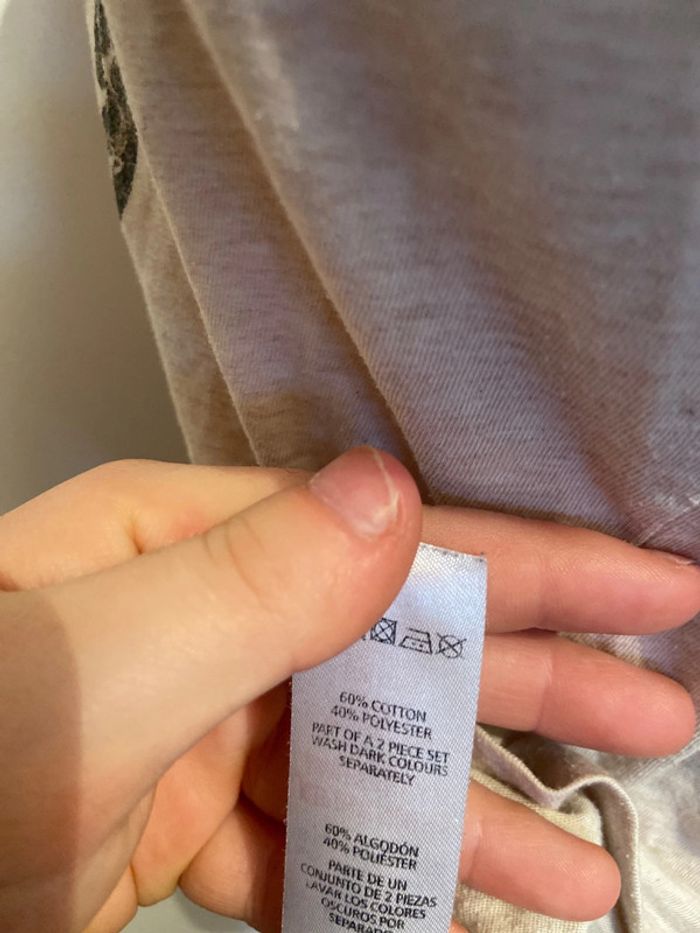 60% COTTON
40% POLYESTER
PART OF A 2 PIECE SET
WASH DARK COLOURS
SEPARATELY
60% ALGODÓN
40% POLIÉSTER
PARTE DE UN
CONJUNTO DE 2 PIEZAS
LAVAR LOS COLORES
OSCUROS POR